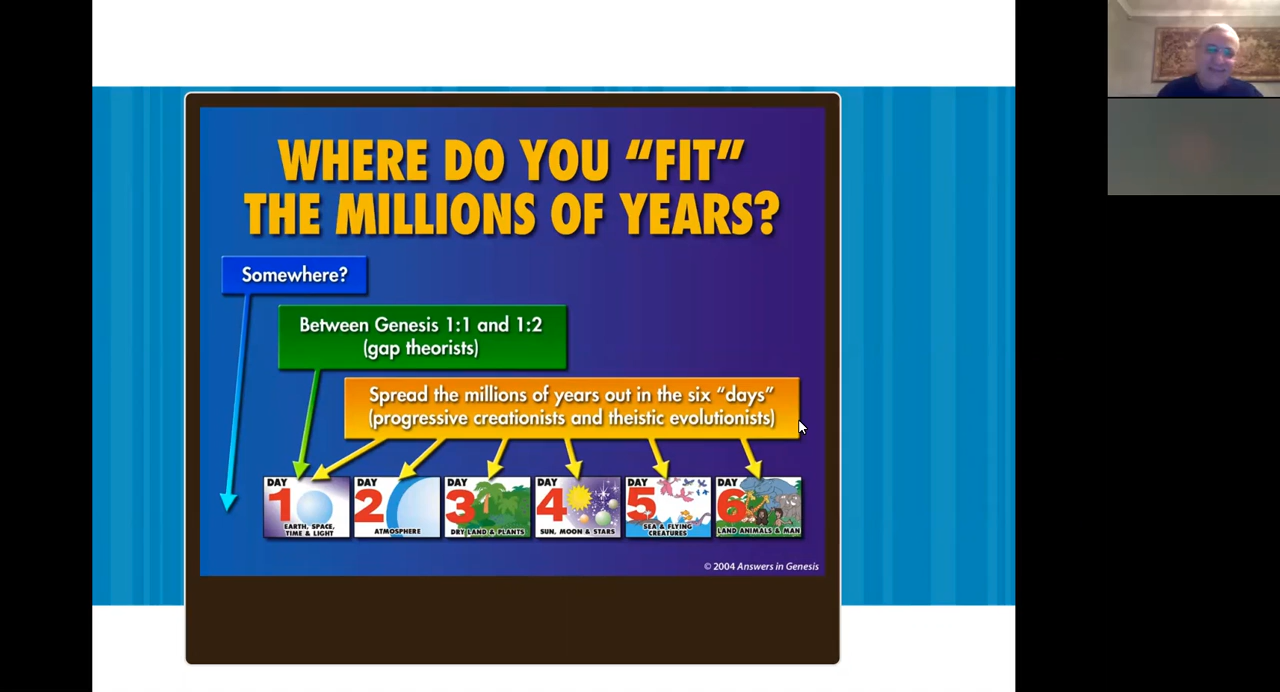 WHERE DO YOU “FIT”
THE MILLIONS OF YEARS?
Somewhere?
Between Genesis 1:1 and 1:2
(gap theorists)
Spread the millions of years out in the six “days”
(progressive creationists and theistic evolutionists)
DAY
1
EARTH, SPACE,
TIME & LIGHT
DAY
2
ATMOSPHERE
DAY
3
DRY LAND & PLANTS
DAY
4
SUN, MOON & STARS
DAY
5
SEA & FLYING
CREATURES
DAY
6
LAND ANIMALS & MAN
© 2004 Answers in Genesis